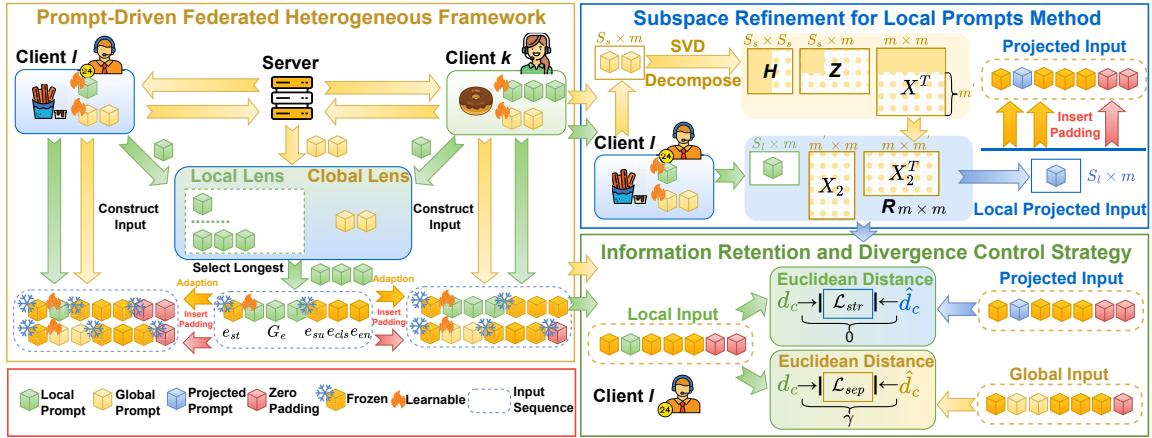 Prompt-Driven Federated Heterogeneous Framework
Client l
Server
Client k
24
Local Lens
Clobal Lens
Construct
Input
Construct
Input
Select Longest
Adaption
Adaption
Insert
Padding
Insert
Padding
e_st G_e e_su e_cls e_en
Local
Prompt
Global
Prompt
Projected
Prompt
Zero
Padding
Frozen
Learnable
Input
Sequence
Subspace Refinement for Local Prompts Method
S_s × m
SVD
Decompose
S_s × S_s
S_s × m
m × m
H
Z
X^T
m'
Projected Input
Insert
Padding
Client l
24
S_l × m
m' × m
m × m'
X_2
X_2^T
R m × m
S_l × m
Local Projected Input
Information Retention and Divergence Control Strategy
Euclidean Distance
d_c
L_str
d̂_c
0
Projected Input
Local Input
Euclidean Distance
d_c
L_sep
d̂_c
γ
Client l
24
Global Input